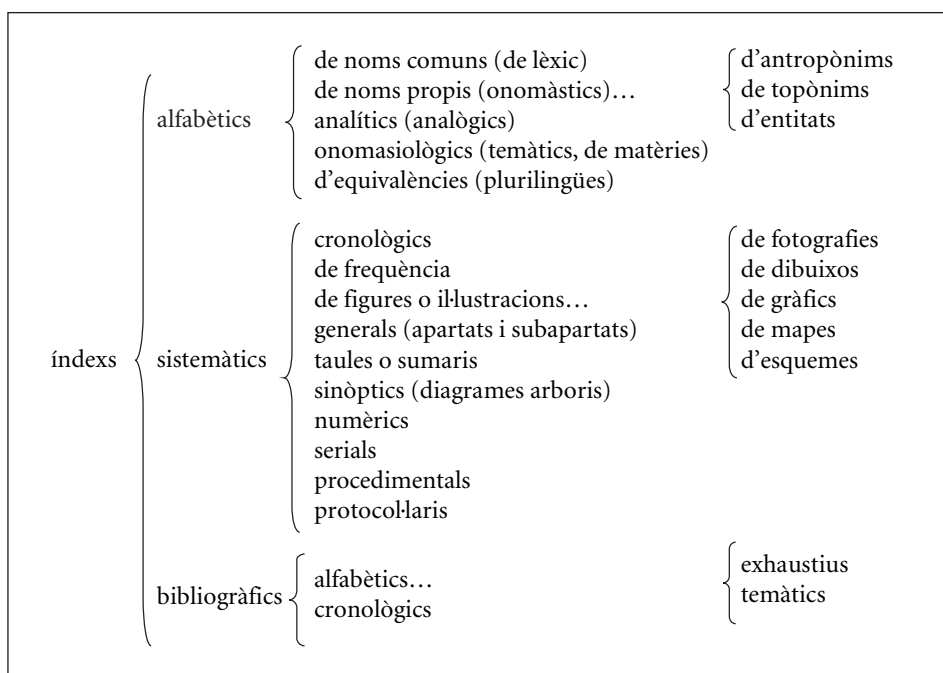 índexs
alfabètics
de noms comuns (de lèxic)
de noms propis (onomàstics)…
d'antropònims
de topònims
d'entitats
analítics (analògics)
onomasiològics (temàtics, de matèries)
d'equivalències (plurilingües)
sistemàtics
cronològics
de frequència
de figures o il·lustracions…
de fotografies
de dibuixos
de gràfics
de mapes
d'esquemes
generals (apartats i subapartats)
taules o sumaris
sinòptics (diagrames arboris)
numèrics
serials
procedimentals
protocol·laris
bibliogràfics
alfabètics…
exhaustius
temàtics
cronològics